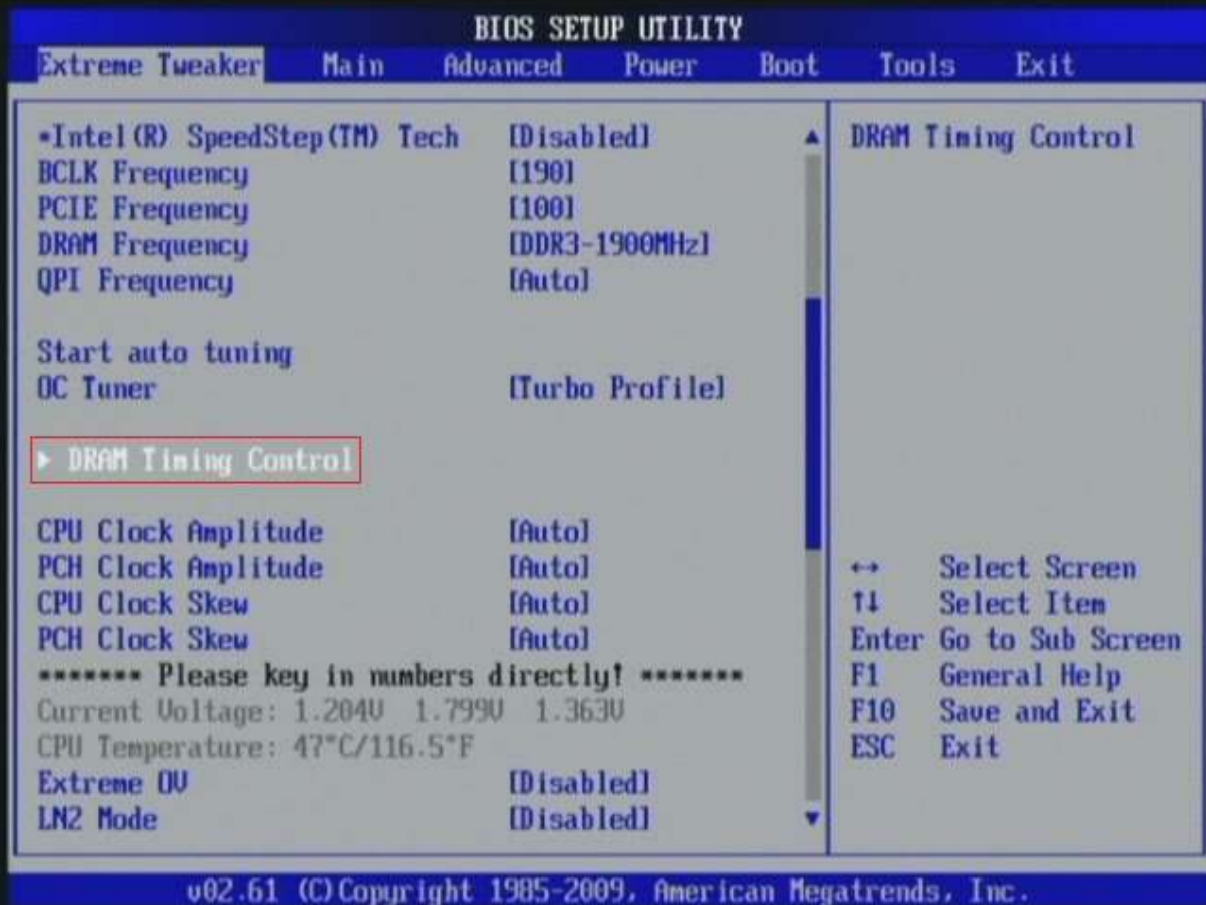 BIOS SETUP UTILITY
Extreme Tweaker Main Advanced Power Boot Tools Exit
*Intel(R) SpeedStep(TM) Tech [Disabled]
BCLK Frequency [190]
PCIE Frequency [100]
DRAM Frequency [DDR3-1900MHz]
QPI Frequency [Auto]
Start auto tuning
OC Tuner [Turbo Profile]
▶ DRAM Timing Control
CPU Clock Amplitude [Auto]
PCH Clock Amplitude [Auto]
CPU Clock Skew [Auto]
PCH Clock Skew [Auto]
******* Please key in numbers directly! *******
Current Voltage: 1.204V 1.799V 1.363V
CPU Temperature: 47°C/116.5°F
Extreme OV [Disabled]
LN2 Mode [Disabled]
DRAM Timing Control
↔ Select Screen
↑↓ Select Item
Enter Go to Sub Screen
F1 General Help
F10 Save and Exit
ESC Exit
v02.61 (C)Copyright 1985-2009, American Megatrends, Inc.